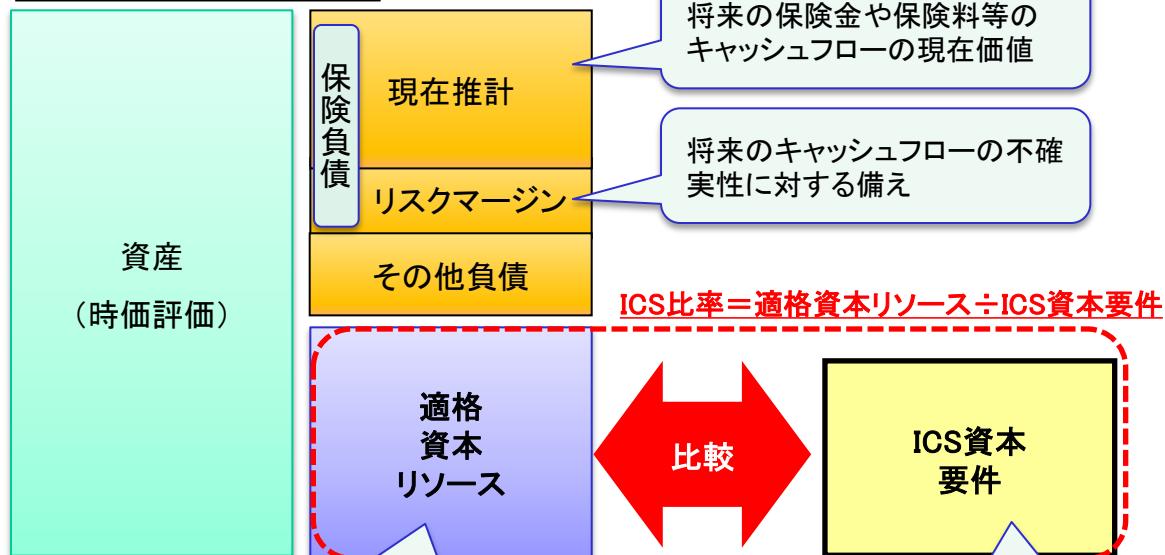 将来の保険金や保険料等の
キャッシュフローの現在価値
保険負債
現在推計
将来のキャッシュフローの不確
実性に対する備え
リスクマージン
資産
（時価評価）
その他負債
ICS比率＝適格資本リソース÷ICS資本要件
適格
資本
リソース
比較
ICS資本
要件